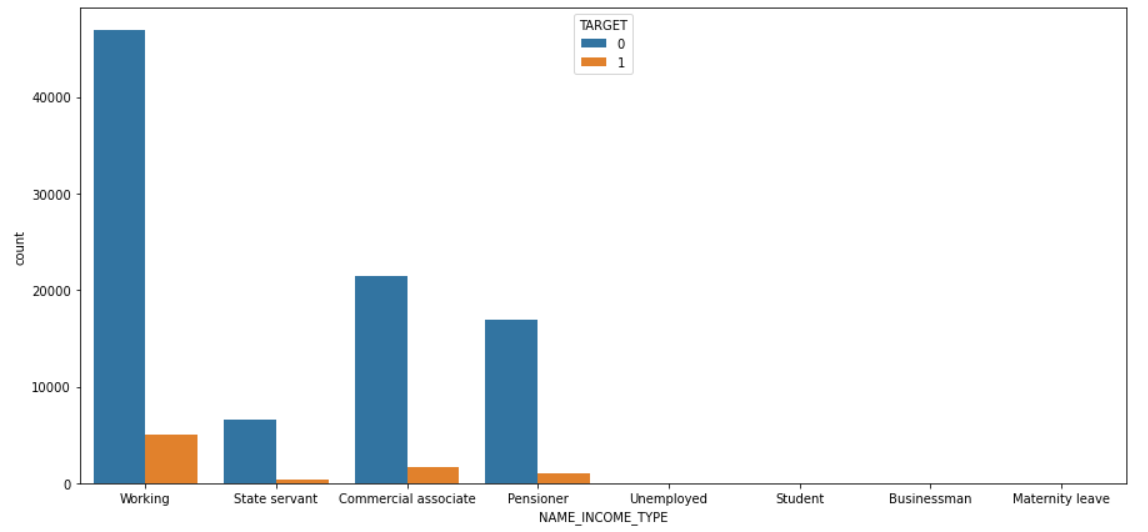 TARGET
0
1
40000
30000
20000
10000
0
count
Working State servant Commercial associate Pensioner Unemployed Student Businessman Maternity leave
NAME_INCOME_TYPE